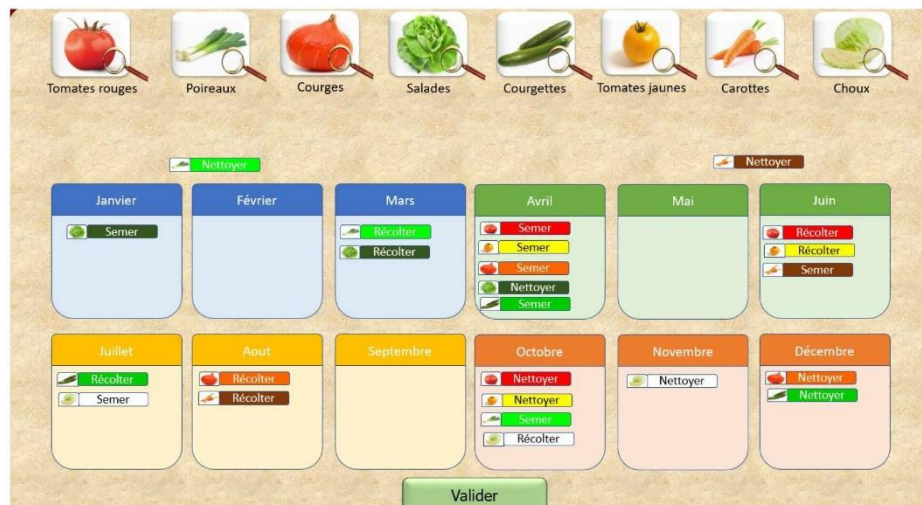 Tomates rouges Poireaux Courges Salades Courgettes Tomates jaunes Carottes Choux
Nettoyer Nettoyer
Janvier Février Mars Avril Mai Juin
Semer
Récolter
Récolter
Semer
Semer
Semer
Nettoyer
Semer
Récolter
Récolter
Semer
Juillet Aout Septembre Octobre Novembre Décembre
Récolter
Semer
Récolter
Récolter
Nettoyer
Nettoyer
Semer
Récolter
Nettoyer
Nettoyer
Nettoyer
Valider